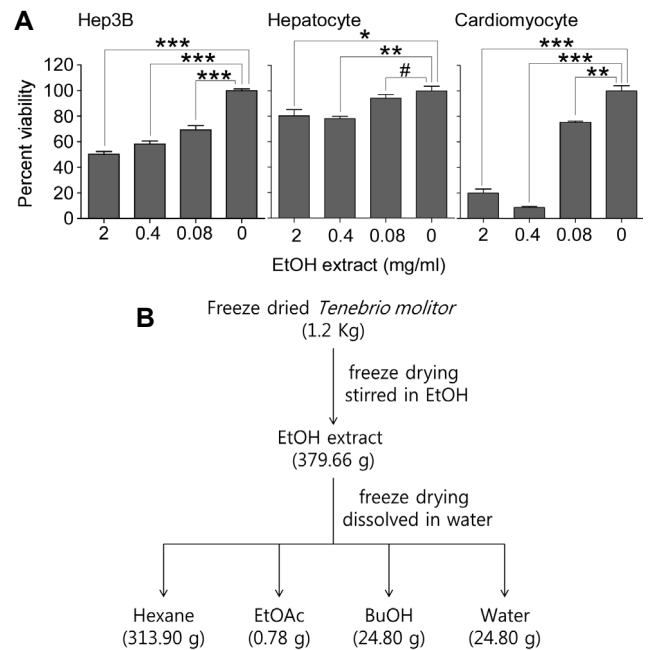 A
Hep3B
Hepatocyte
Cardiomyocyte
***
***
***
*
**
#
***
***
**
Percent viability
120
100
80
60
40
20
0
2 0.4 0.08 0
2 0.4 0.08 0
2 0.4 0.08 0
EtOH extract (mg/ml)
B
Freeze dried Tenebrio molitor
(1.2 Kg)
freeze drying
stirred in EtOH
EtOH extract
(379.66 g)
freeze drying
dissolved in water
Hexane EtOAc BuOH Water
(313.90 g) (0.78 g) (24.80 g) (24.80 g)